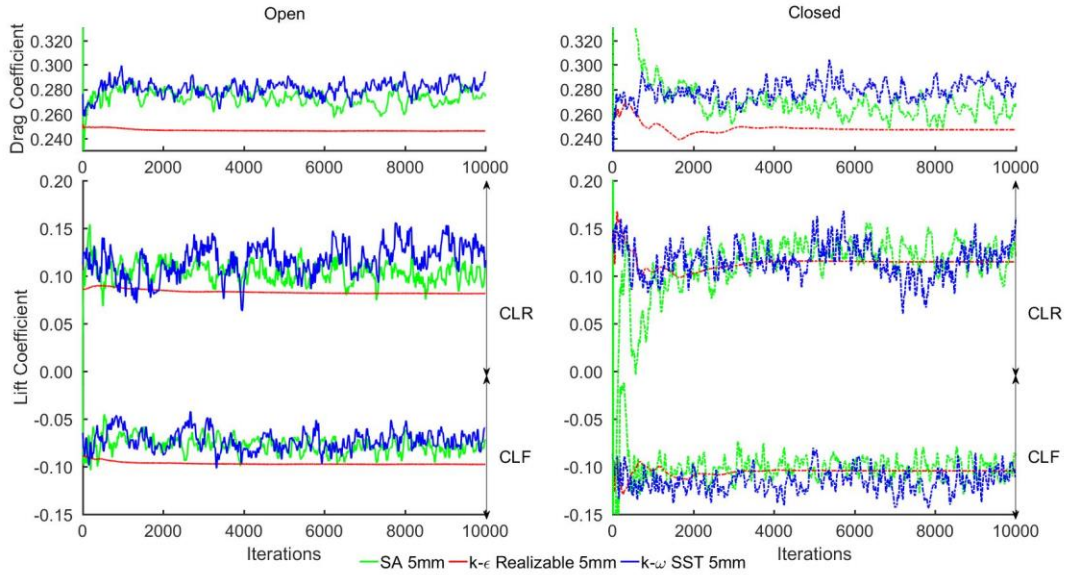 Open
Closed
Drag Coefficient
0.320
0.300
0.280
0.260
0.240
0 2000 4000 6000 8000 10000
0.320
0.300
0.280
0.260
0.240
0 2000 4000 6000 8000 10000
Lift Coefficient
0.20
0.15
0.10
0.05
0.00
-0.05
-0.10
-0.15
0 2000 4000 6000 8000 10000
Iterations
CLR
CLF
0.20
0.15
0.10
0.05
0.00
-0.05
-0.10
-0.15
0 2000 4000 6000 8000 10000
Iterations
CLR
CLF
SA 5mm k-ϵ Realizable 5mm k-ω SST 5mm